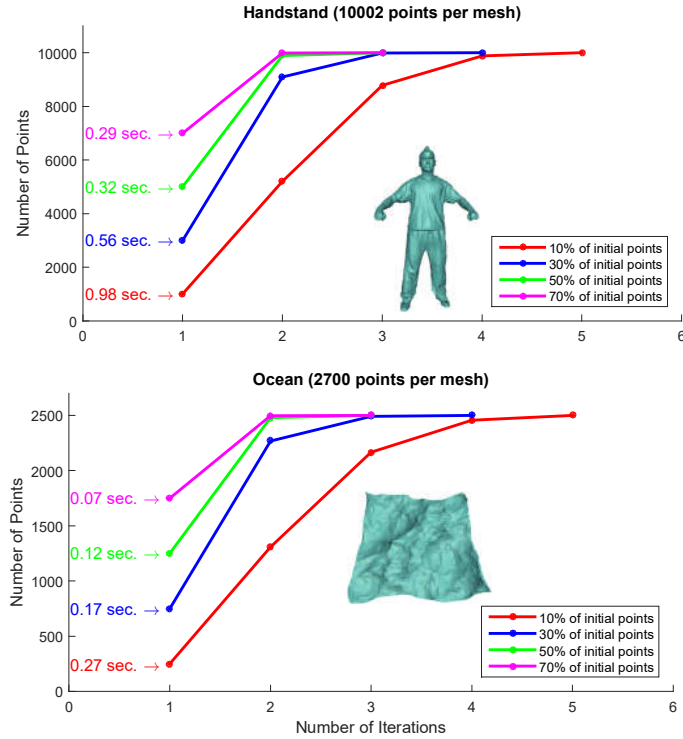 Handstand (10002 points per mesh)
10000
8000
6000
4000
2000
0
Number of Points
0.29 sec. →
0.32 sec. →
0.56 sec. →
0.98 sec. →
10% of initial points
30% of initial points
50% of initial points
70% of initial points
0 1 2 3 4 5 6
Ocean (2700 points per mesh)
2500
2000
1500
1000
500
0
Number of Points
0.07 sec. →
0.12 sec. →
0.17 sec. →
0.27 sec. →
10% of initial points
30% of initial points
50% of initial points
70% of initial points
0 1 2 3 4 5 6
Number of Iterations